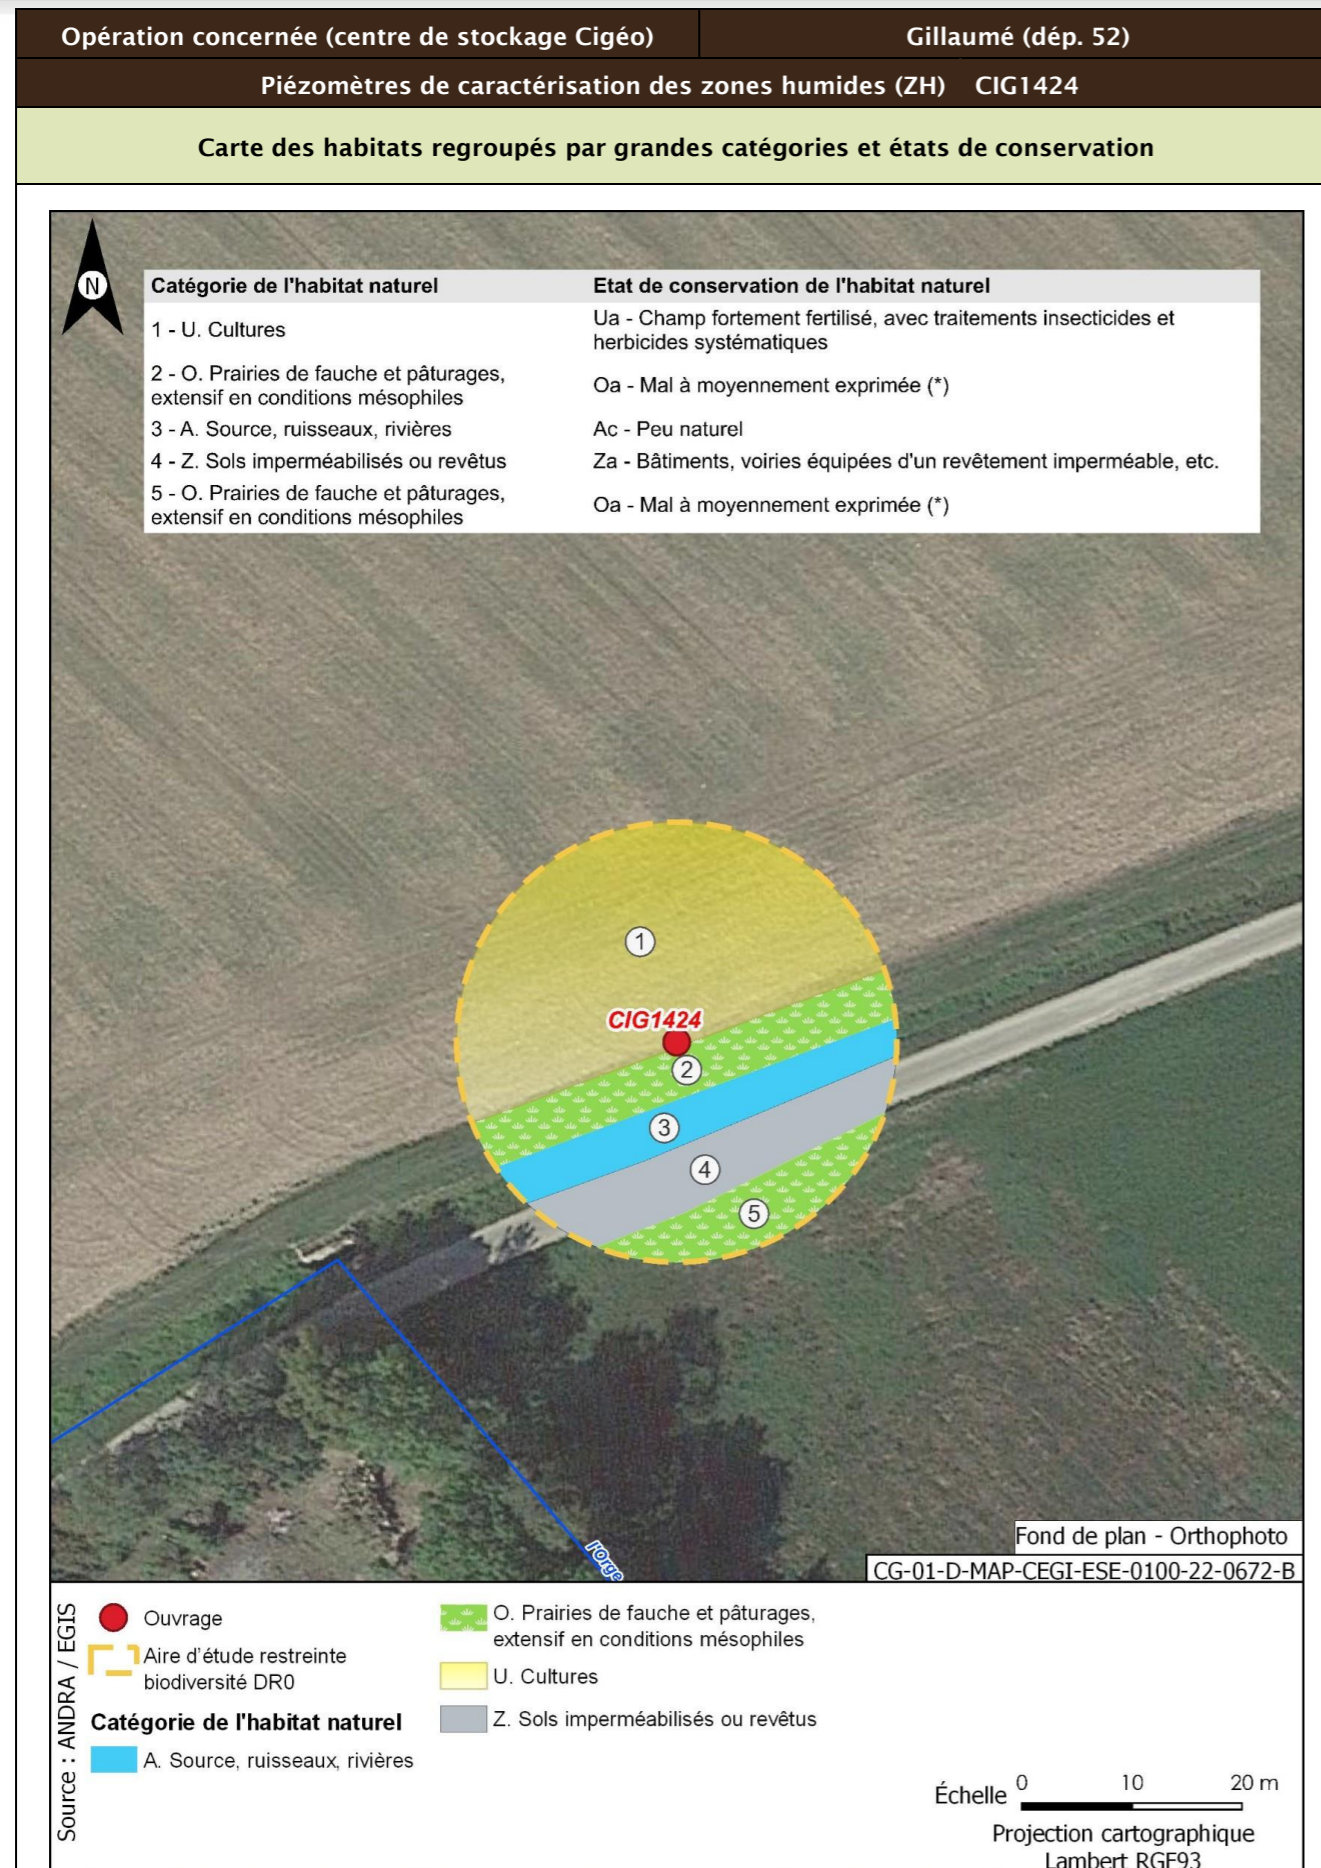 Opération concernée (centre de stockage Cigéo)
Gillaumé (dép. 52)
Piézomètres de caractérisation des zones humides (ZH) CIG1424
Carte des habitats regroupés par grandes catégories et états de conservation
N
Catégorie de l'habitat naturel
Etat de conservation de l'habitat naturel
1 - U. Cultures
Ua - Champ fortement fertilisé, avec traitements insecticides et
herbicides systématiques
2 - O. Prairies de fauche et pâturages,
extensif en conditions mésophiles
Oa - Mal à moyennement exprimée (*)
3 - A. Source, ruisseaux, rivières
Ac - Peu naturel
4 - Z. Sols imperméabilisés ou revêtus
Za - Bâtiments, voiries équipées d'un revêtement imperméable, etc.
5 - O. Prairies de fauche et pâturages,
extensif en conditions mésophiles
Oa - Mal à moyennement exprimée (*)
1
CIG1424
2
3
4
5
l'Orge
Fond de plan - Orthophoto
CG-01-D-MAP-CEGI-ESE-0100-22-0672-B
Source : ANDRA / EGIS
Ouvrage
Aire d'étude restreinte
biodiversité DR0
Catégorie de l'habitat naturel
A. Source, ruisseaux, rivières
O. Prairies de fauche et pâturages,
extensif en conditions mésophiles
U. Cultures
Z. Sols imperméabilisés ou revêtus
Échelle 0 10 20 m
Projection cartographique
Lambert RGF93